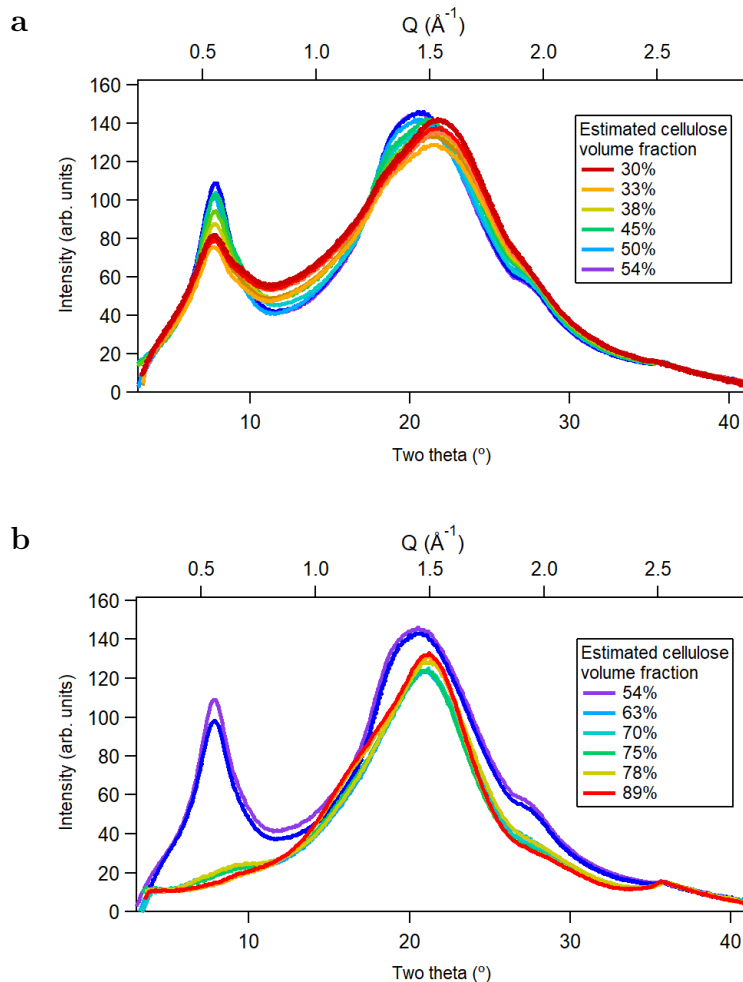 a
Q (Å⁻¹)
0.5 1.0 1.5 2.0 2.5
160
140
120
100
80
60
40
20
0
Intensity (arb. units)
Estimated cellulose
volume fraction
30%
33%
38%
45%
50%
54%
10 20 30 40
Two theta (º)
b
Q (Å⁻¹)
0.5 1.0 1.5 2.0 2.5
160
140
120
100
80
60
40
20
0
Intensity (arb. units)
Estimated cellulose
volume fraction
54%
63%
70%
75%
78%
89%
10 20 30 40
Two theta (º)